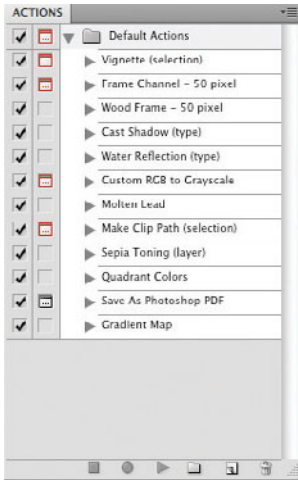 ACTIONS
Default Actions
Vignette (selection)
Frame Channel – 50 pixel
Wood Frame – 50 pixel
Cast Shadow (type)
Water Reflection (type)
Custom RGB to Grayscale
Molten Lead
Make Clip Path (selection)
Sepia Toning (layer)
Quadrant Colors
Save As Photoshop PDF
Gradient Map